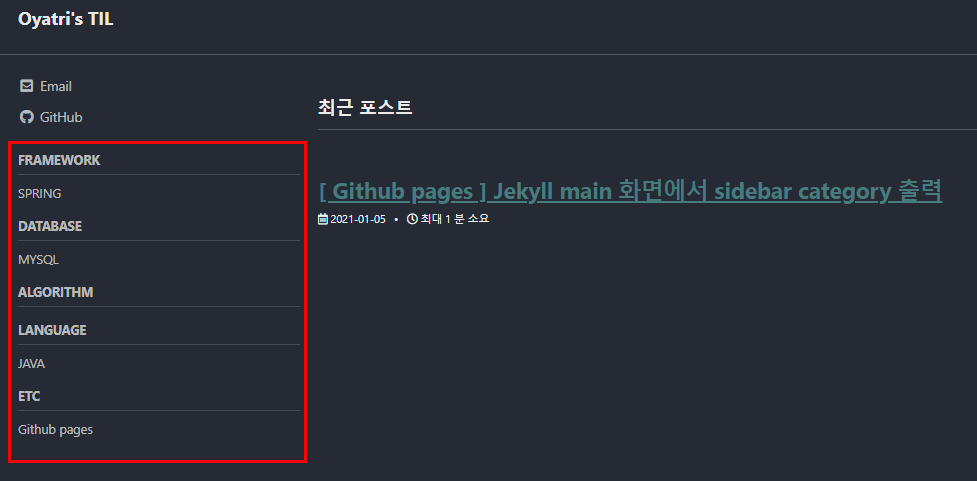 Oyatri's TIL
Email
GitHub
FRAMEWORK
SPRING
DATABASE
MYSQL
ALGORITHM
LANGUAGE
JAVA
ETC
Github pages
최근 포스트
[ Github pages ] Jekyll main 화면에서 sidebar category 출력
2021-01-05 • 최대 1 분 소요